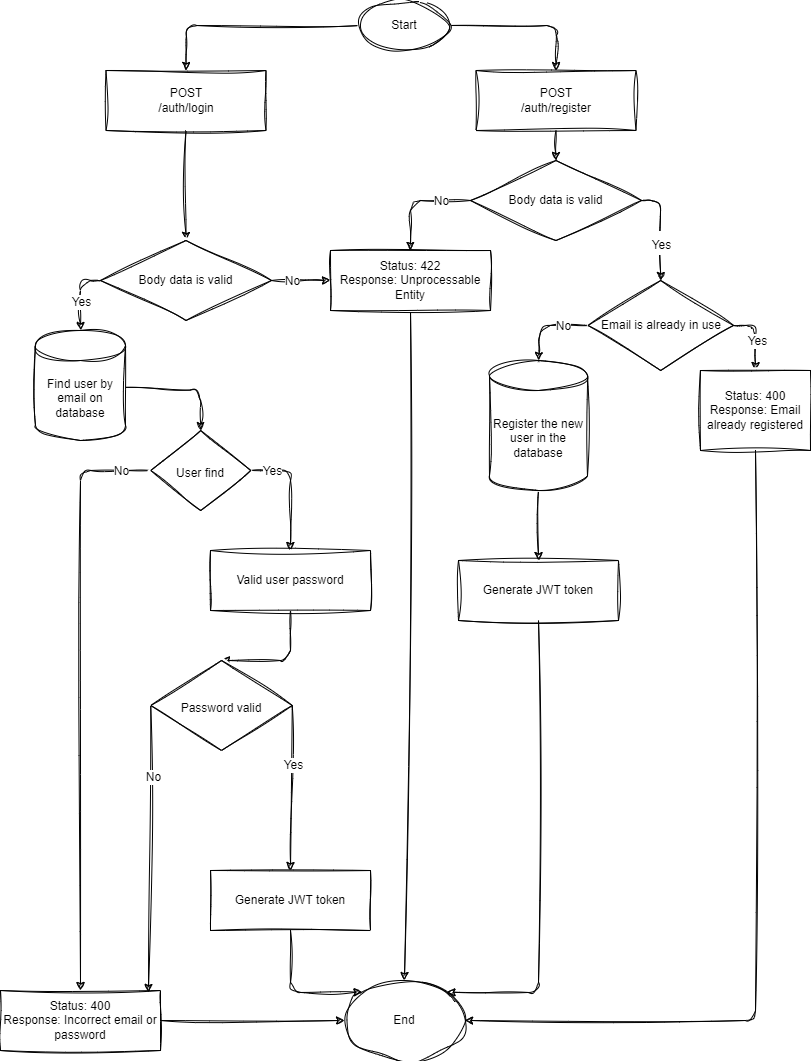 Start
POST
/auth/login
POST
/auth/register
Body data is valid
No
Yes
Body data is valid
No
Yes
Status: 422
Response: Unprocessable
Entity
Email is already in use
No
Yes
Find user by
email on
database
Register the new
user in the
database
Status: 400
Response: Email
already registered
User find
No
Yes
Valid user password
Generate JWT token
Password valid
No
Yes
Generate JWT token
Status: 400
Response: Incorrect email or
password
End